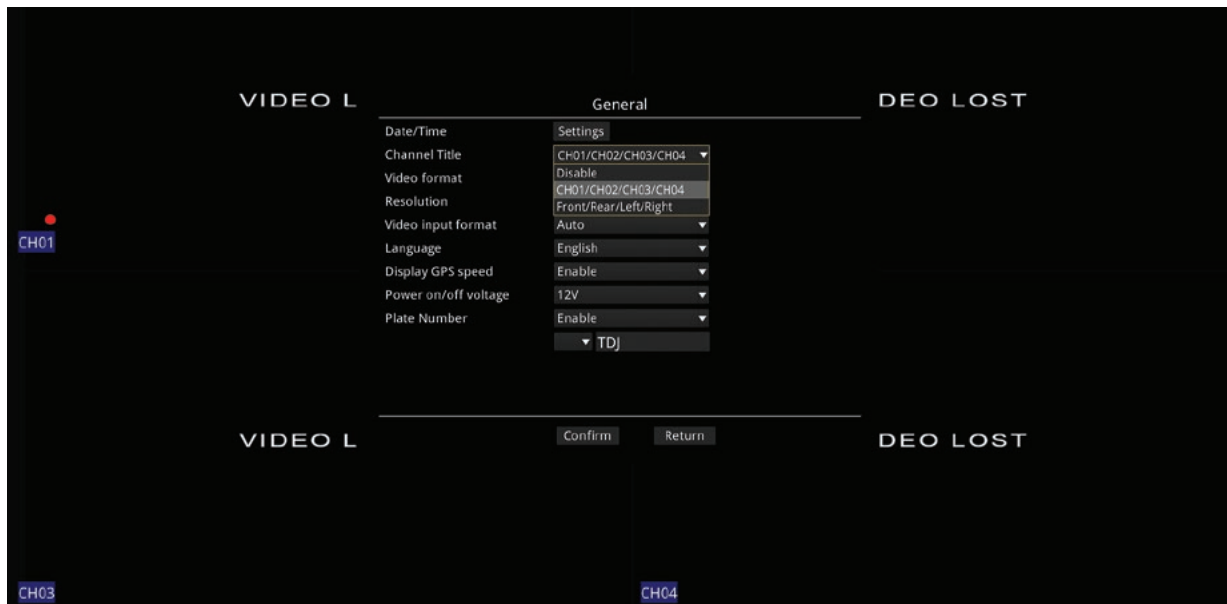 VIDEO L
DEO LOST
General
Date/Time Settings
Channel Title CH01/CH02/CH03/CH04
Disable
Video format
CH01/CH02/CH03/CH04
Resolution
Front/Rear/Left/Right
Video input format Auto
CH01
Language English
Display GPS speed Enable
Power on/off voltage 12V
Plate Number Enable
TDJ
VIDEO L
Confirm Return
DEO LOST
CH03
CH04